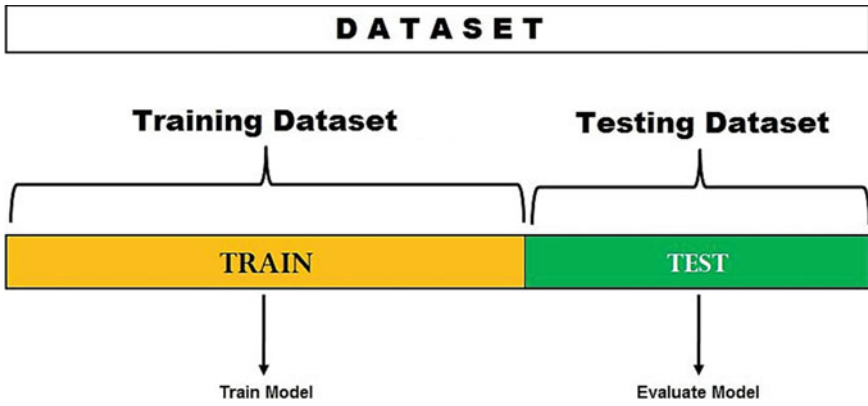 DATASET
Training Dataset
Testing Dataset
TRAIN
TEST
Train Model
Evaluate Model